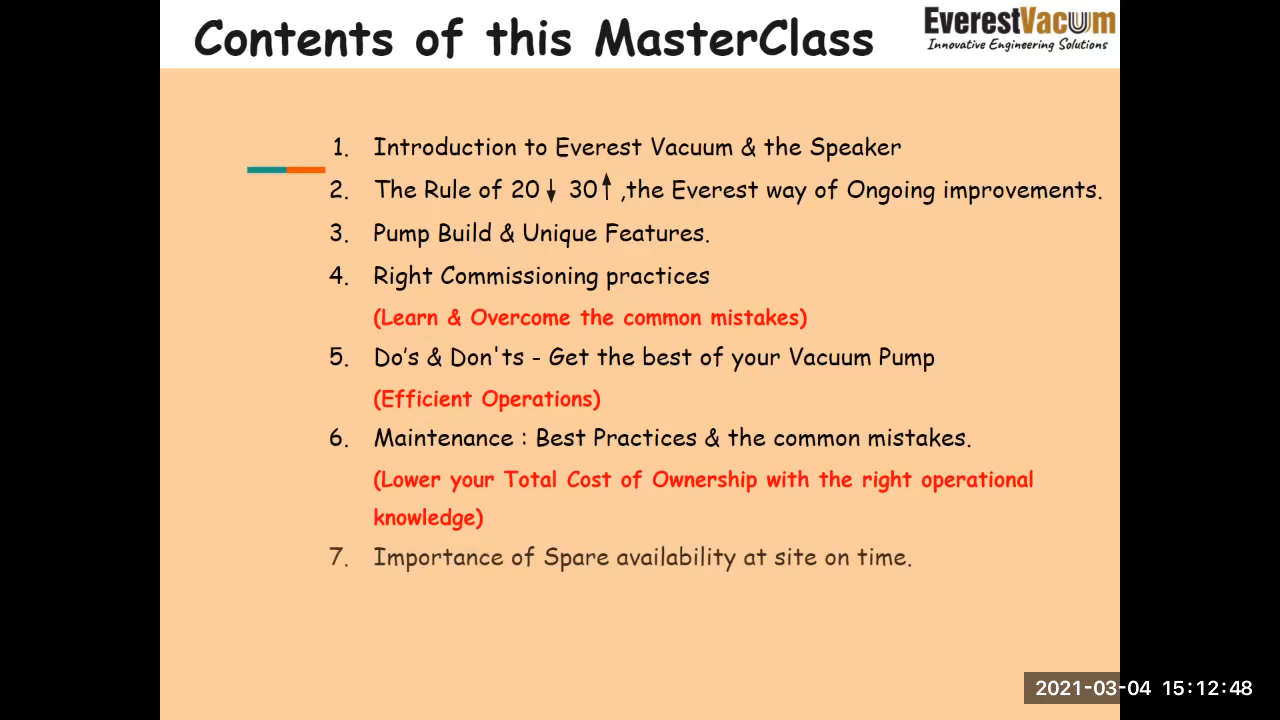 Contents of this MasterClass
EverestVacuum
Innovative Engineering Solutions
1. Introduction to Everest Vacuum & the Speaker
2. The Rule of 20↓ 30↑ ,the Everest way of Ongoing improvements.
3. Pump Build & Unique Features.
4. Right Commissioning practices
(Learn & Overcome the common mistakes)
5. Do’s & Don'ts - Get the best of your Vacuum Pump
(Efficient Operations)
6. Maintenance : Best Practices & the common mistakes.
(Lower your Total Cost of Ownership with the right operational
knowledge)
7. Importance of Spare availability at site on time.
2021-03-04 15:12:48